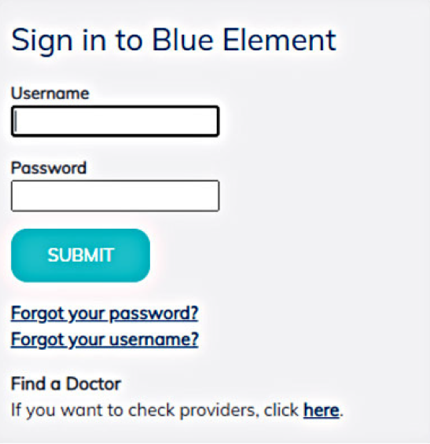 Sign in to Blue Element
Username
Password
SUBMIT
Forgot your password?
Forgot your username?
Find a Doctor
If you want to check providers, click here.